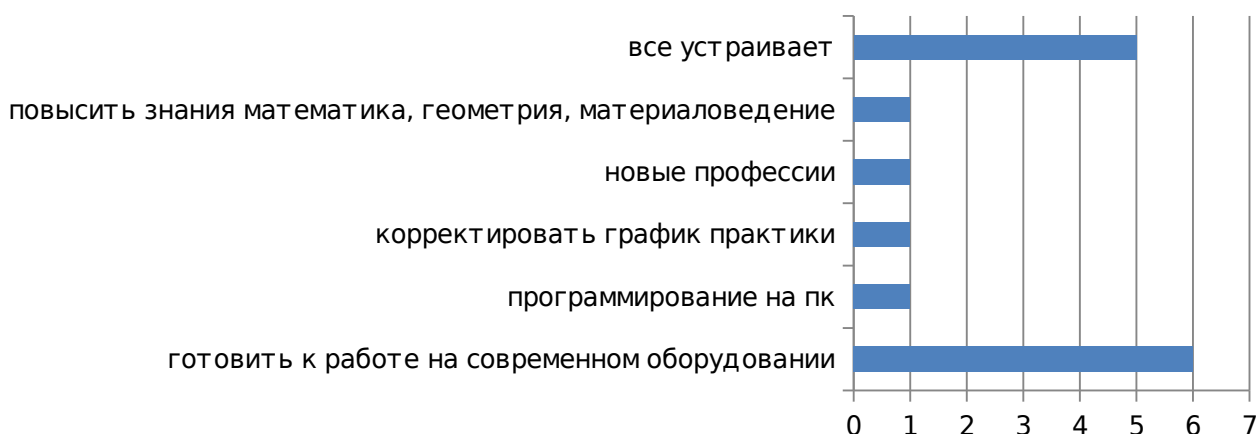 все устраивает
повысить знания математика, геометрия, материаловедение
новые профессии
корректировать график практики
программирование на пк
готовить к работе на современном оборудовании
0 1 2 3 4 5 6 7